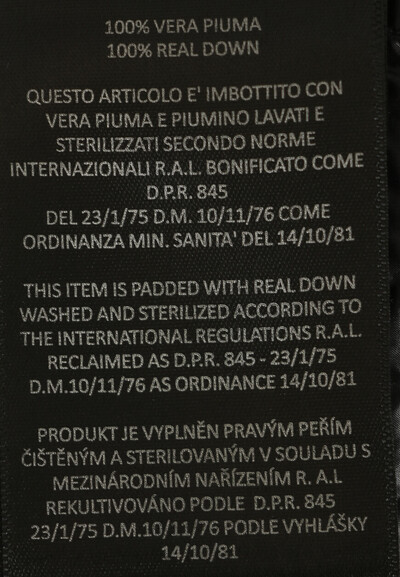 100% VERA PIUMA
100% REAL DOWN
QUESTO ARTICOLO E' IMBOTTITO CON
VERA PIUMA E PIUMINO LAVATI E
STERILIZZATI SECONDO NORME
INTERNAZIONALI R.A.L. BONIFICATO COME
D.P.R. 845
DEL 23/1/75 D.M. 10/11/76 COME
ORDINANZA MIN. SANITA' DEL 14/10/81
THIS ITEM IS PADDED WITH REAL DOWN
WASHED AND STERILIZED ACCORDING TO
THE INTERNATIONAL REGULATIONS R.A.L.
RECLAIMED AS D.P.R. 845 - 23/1/75
D.M.10/11/76 AS ORDINANCE 14/10/81
PRODUKT JE VYPLNĚN PRAVÝM PEŘÍM
ČIŠTĚNÝM A STERILOVANÝM V SOULADU S
MEZINÁRODNÍM NAŘÍZENÍM R. A.L
REKULTIVOVÁNO PODLE D.P.R. 845
23/1/75 D.M.10/11/76 PODLE VYHLÁŠKY
14/10/81